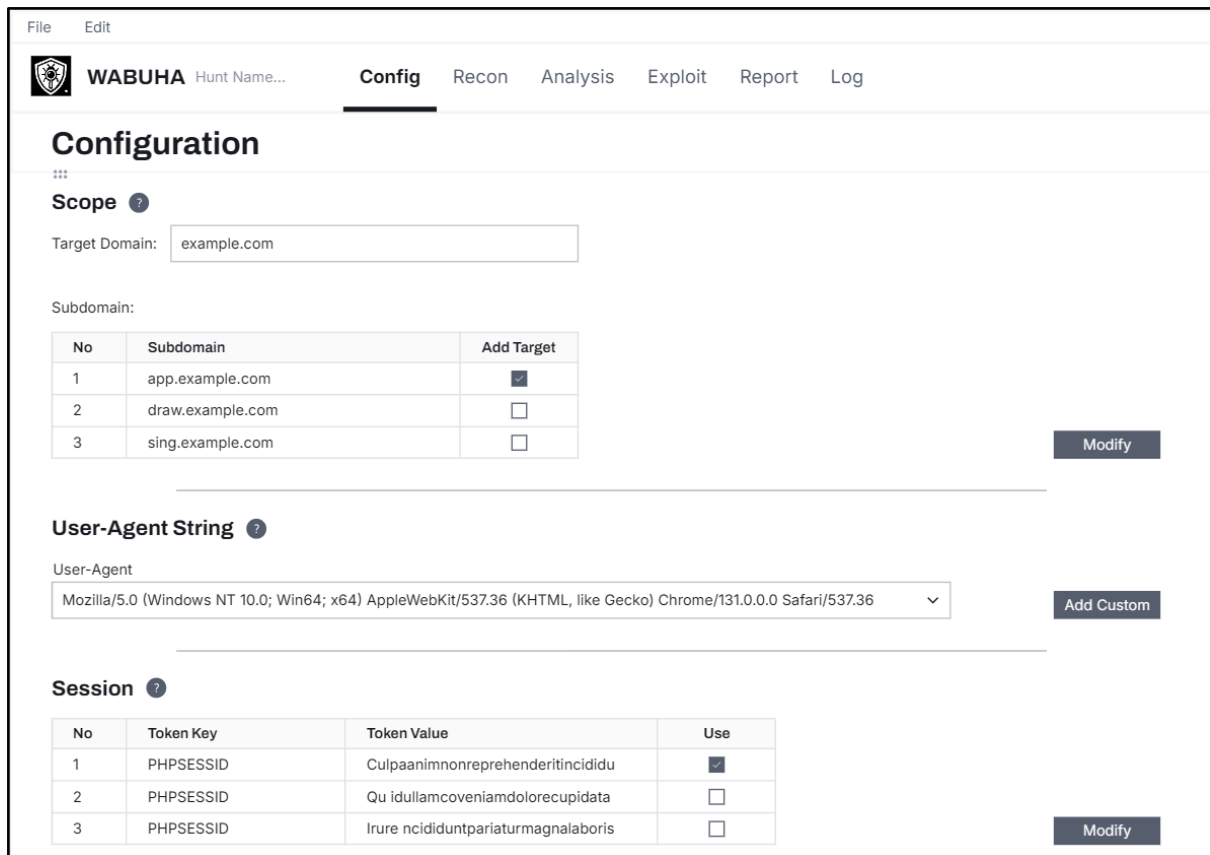 File Edit
WABUHA Hunt Name... Config Recon Analysis Exploit Report Log
Configuration
Scope ?
Target Domain: example.com
Subdomain:
No Subdomain Add Target
1 app.example.com
2 draw.example.com
3 sing.example.com
Modify
User-Agent String ?
User-Agent
Mozilla/5.0 (Windows NT 10.0; Win64; x64) AppleWebKit/537.36 (KHTML, like Gecko) Chrome/131.0.0.0 Safari/537.36
Add Custom
Session ?
No Token Key Token Value Use
1 PHPSESSID Culpaanimnonreprehenderitincididu
2 PHPSESSID Qu idullamcoveniamdolorecupidata
3 PHPSESSID Irure ncididuntpariaturmagnalaboris
Modify